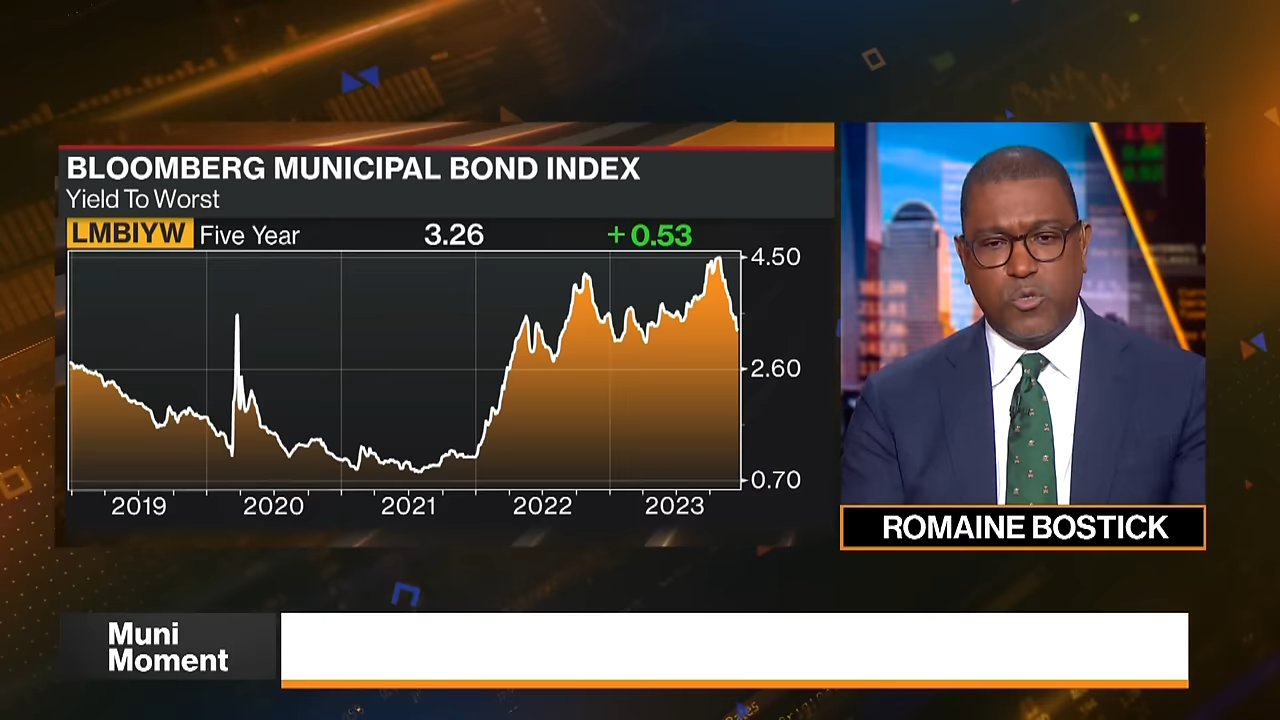 BLOOMBERG MUNICIPAL BOND INDEX
Yield To Worst
LMBIYW Five Year 3.26 +0.53
4.50
2.60
0.70
2019 2020 2021 2022 2023
ROMAINE BOSTICK
Muni
Moment